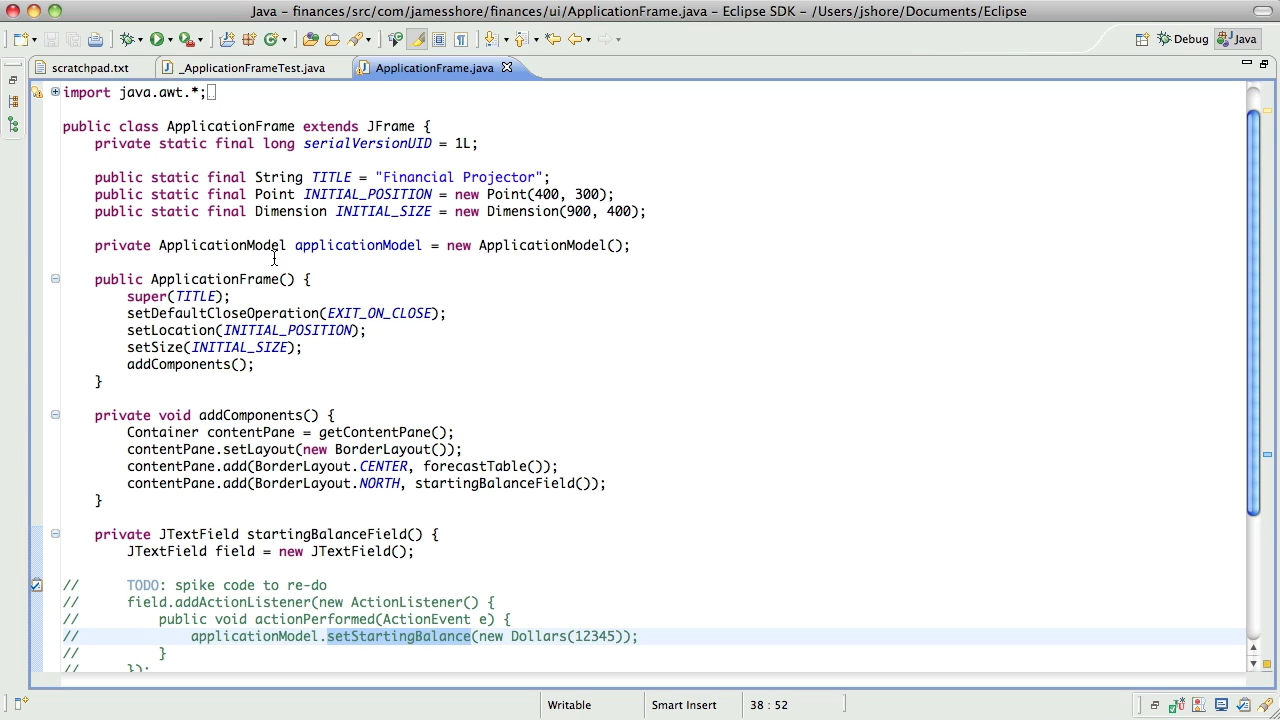 Java – finances/src/com/jamesshore/finances/ui/ApplicationFrame.java – Eclipse SDK – /Users/jshore/Documents/Eclipse
Debug
Java
scratchpad.txt
_ApplicationFrameTest.java
ApplicationFrame.java
import java.awt.*;
public class ApplicationFrame extends JFrame {
private static final long serialVersionUID = 1L;
public static final String TITLE = "Financial Projector";
public static final Point INITIAL_POSITION = new Point(400, 300);
public static final Dimension INITIAL_SIZE = new Dimension(900, 400);
private ApplicationModel applicationModel = new ApplicationModel();
public ApplicationFrame() {
super(TITLE);
setDefaultCloseOperation(EXIT_ON_CLOSE);
setLocation(INITIAL_POSITION);
setSize(INITIAL_SIZE);
addComponents();
}
private void addComponents() {
Container contentPane = getContentPane();
contentPane.setLayout(new BorderLayout());
contentPane.add(BorderLayout.CENTER, forecastTable());
contentPane.add(BorderLayout.NORTH, startingBalanceField());
}
private JTextField startingBalanceField() {
JTextField field = new JTextField();
// TODO: spike code to re-do
// field.addActionListener(new ActionListener() {
// public void actionPerformed(ActionEvent e) {
// applicationModel.setStartingBalance(new Dollars(12345));
// }
// });
Writable
Smart Insert
38 : 52